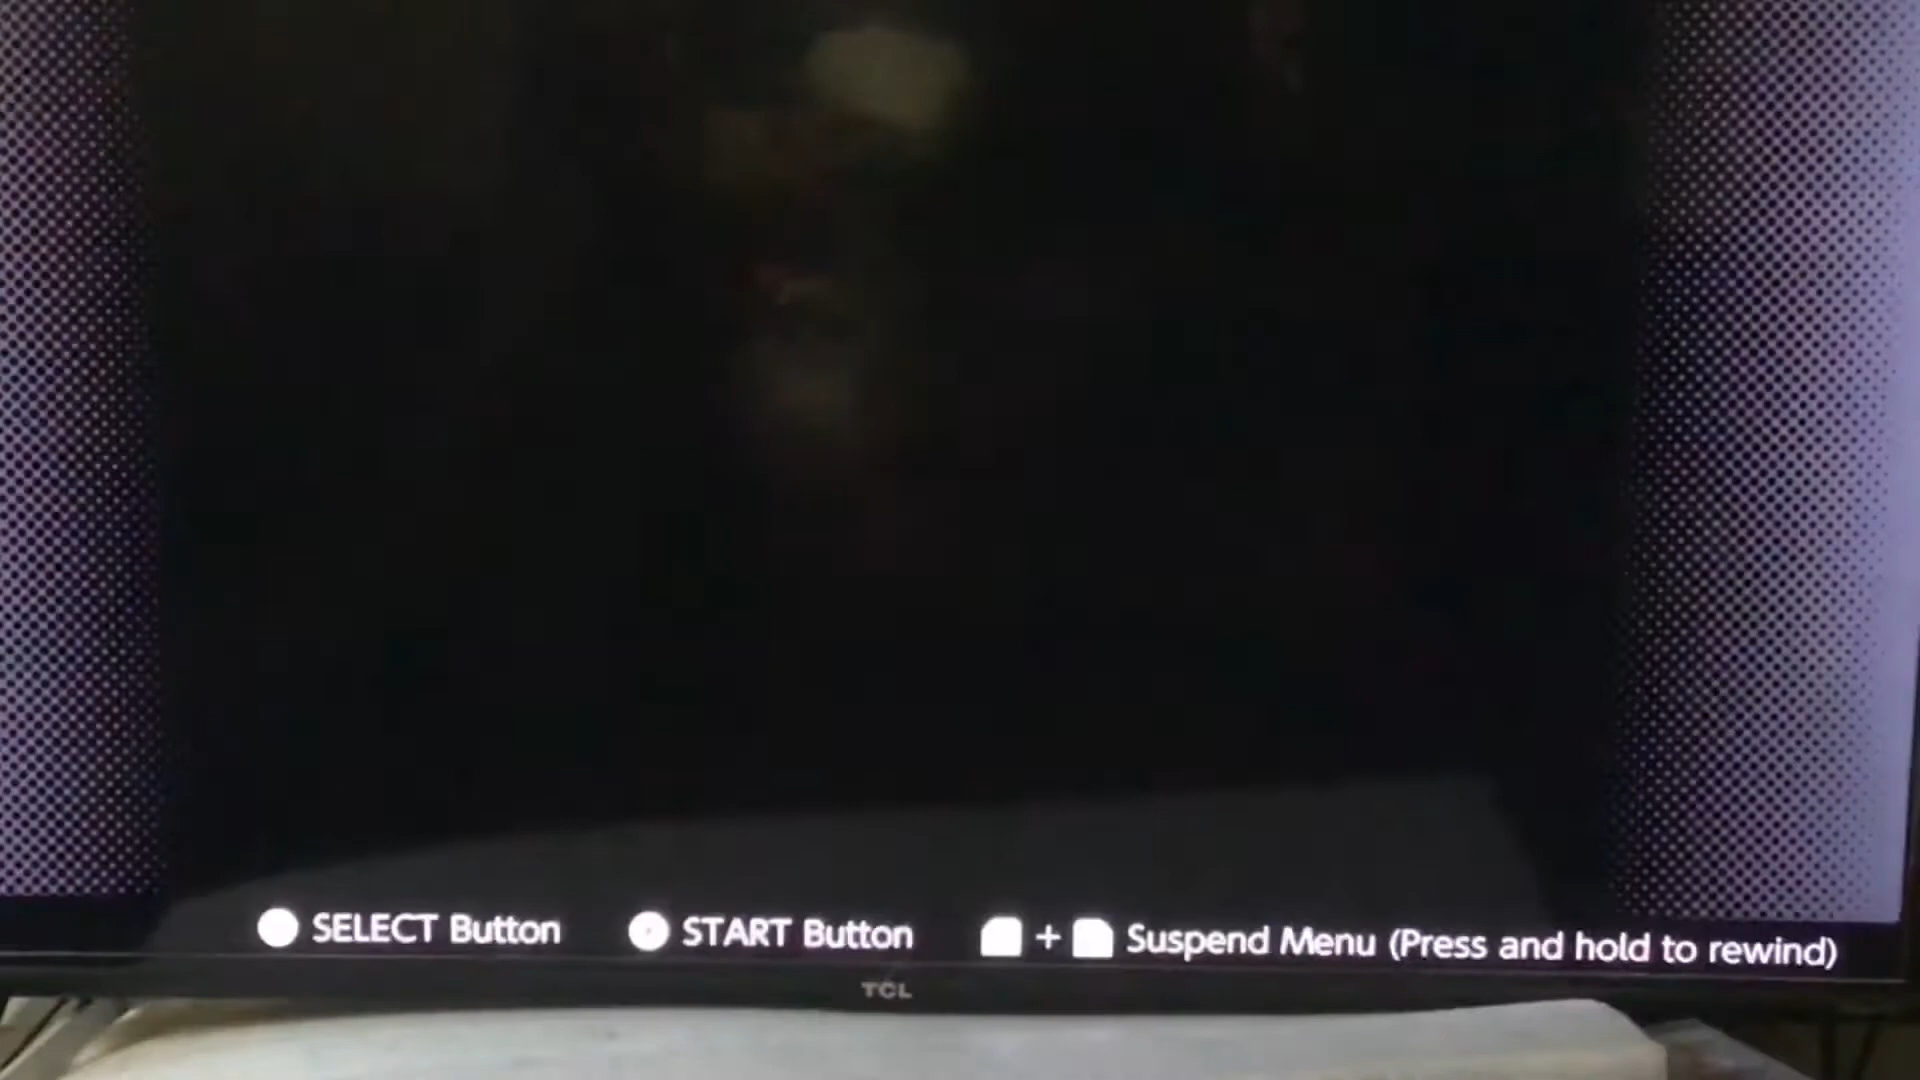 SELECT Button START Button + Suspend Menu (Press and hold to rewind)
TCL